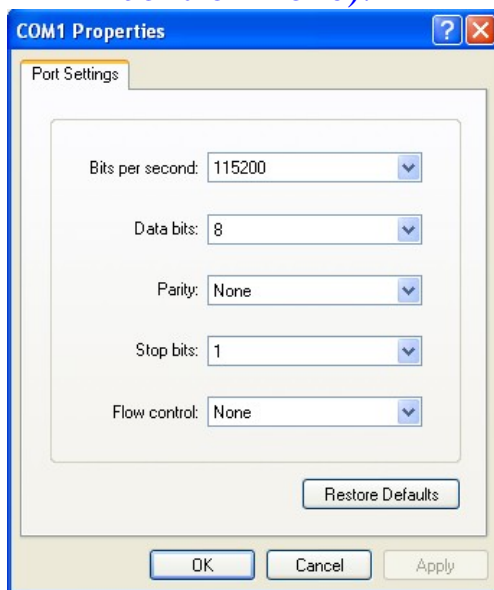 COM1 Properties
Port Settings
Bits per second: 115200
Data bits: 8
Parity: None
Stop bits: 1
Flow control: None
Restore Defaults
OK Cancel Apply